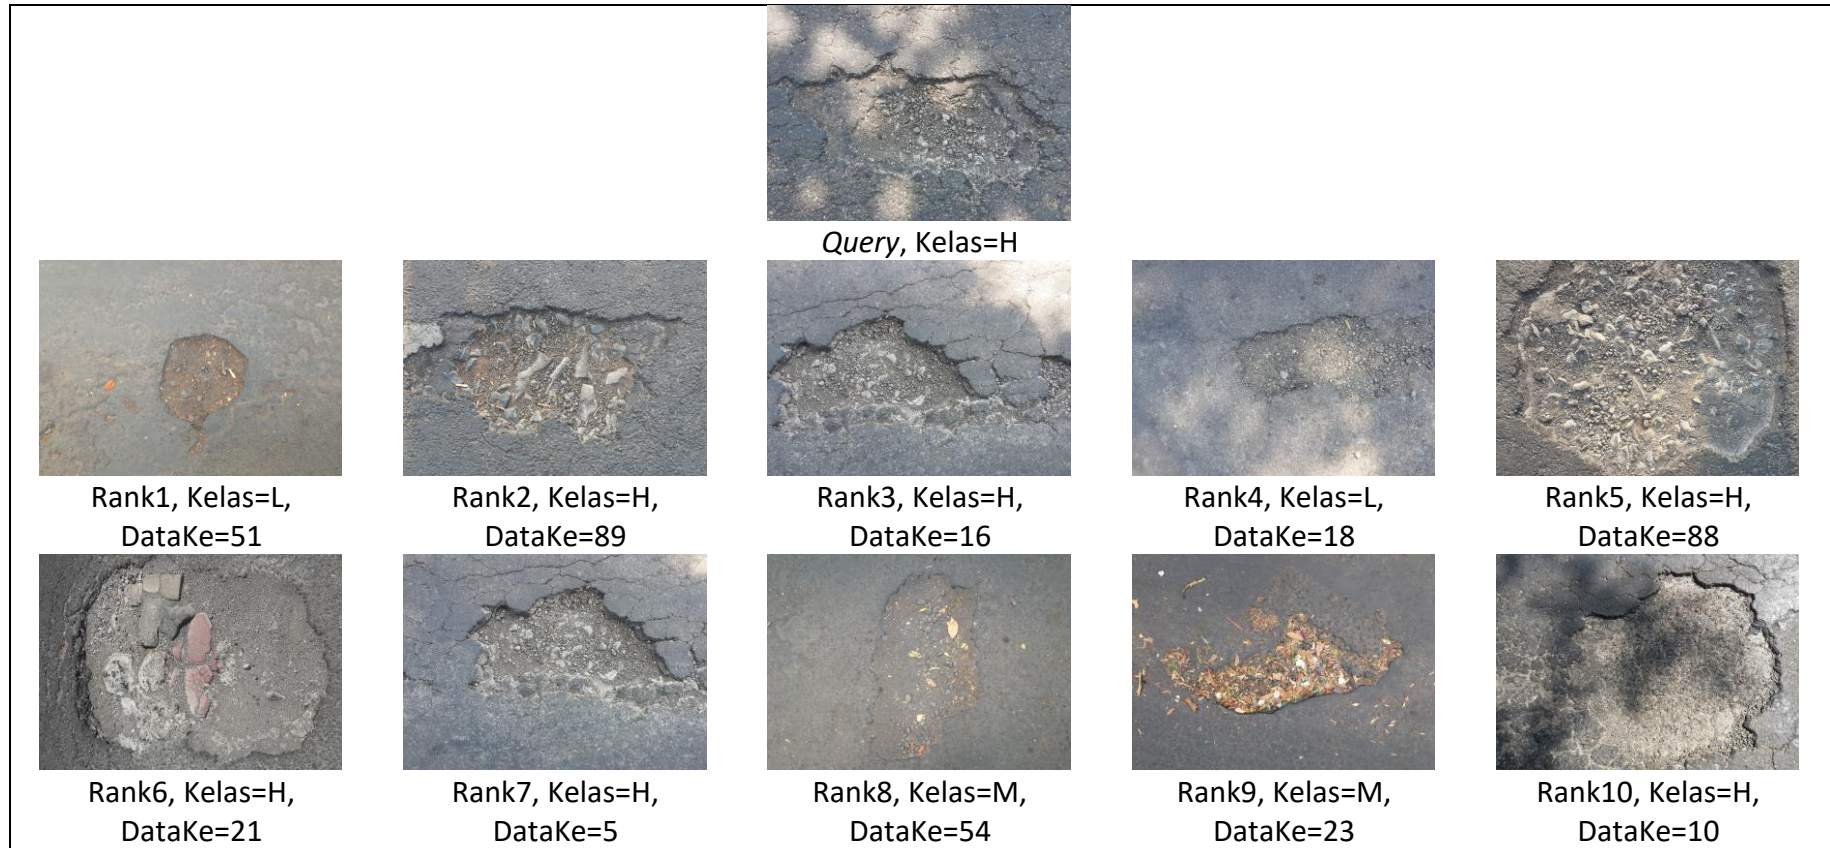 Query, Kelas=H
Rank1, Kelas=L,
DataKe=51
Rank2, Kelas=H,
DataKe=89
Rank3, Kelas=H,
DataKe=16
Rank4, Kelas=L,
DataKe=18
Rank5, Kelas=H,
DataKe=88
Rank6, Kelas=H,
DataKe=21
Rank7, Kelas=H,
DataKe=5
Rank8, Kelas=M,
DataKe=54
Rank9, Kelas=M,
DataKe=23
Rank10, Kelas=H,
DataKe=10